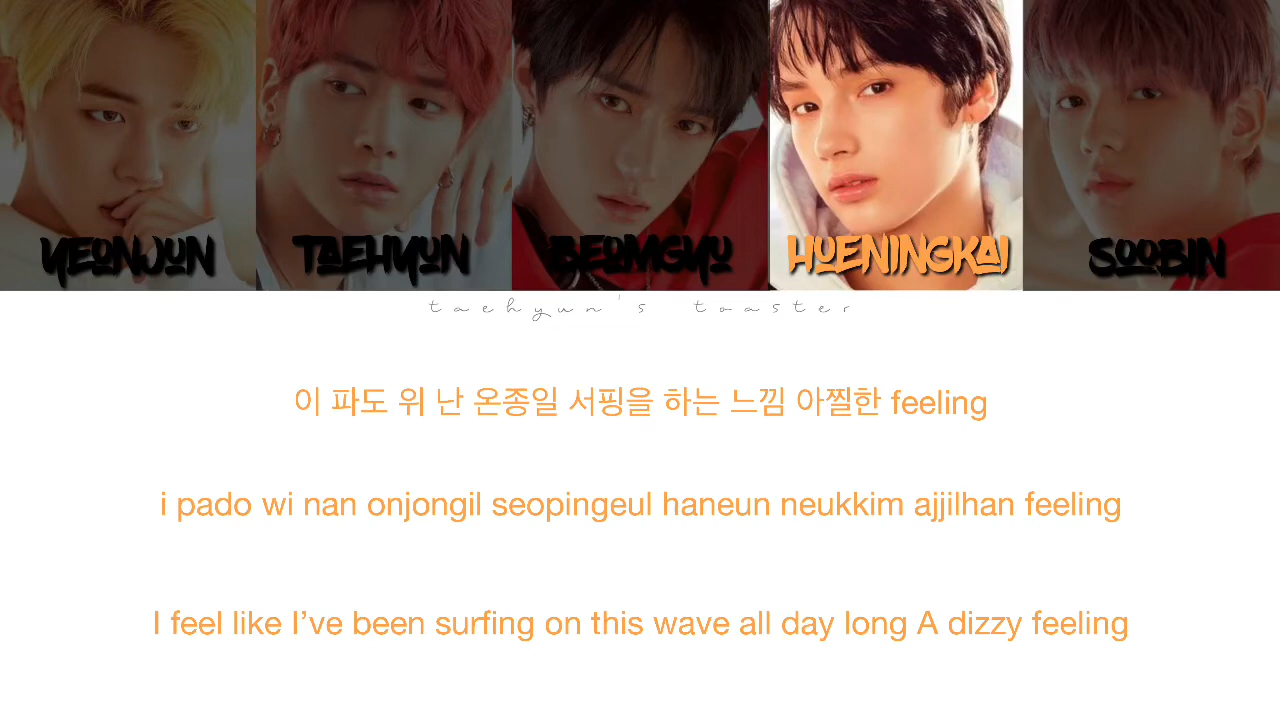 YEONJUN TAEHYUN BEOMGYU HUENINGKAI SOOBIN
taehyun's toaster
이 파도 위 난 온종일 서핑을 하는 느낌 아찔한 feeling
i pado wi nan onjongil seopingeul haneun neukkim ajjilhan feeling
I feel like I’ve been surfing on this wave all day long A dizzy feeling